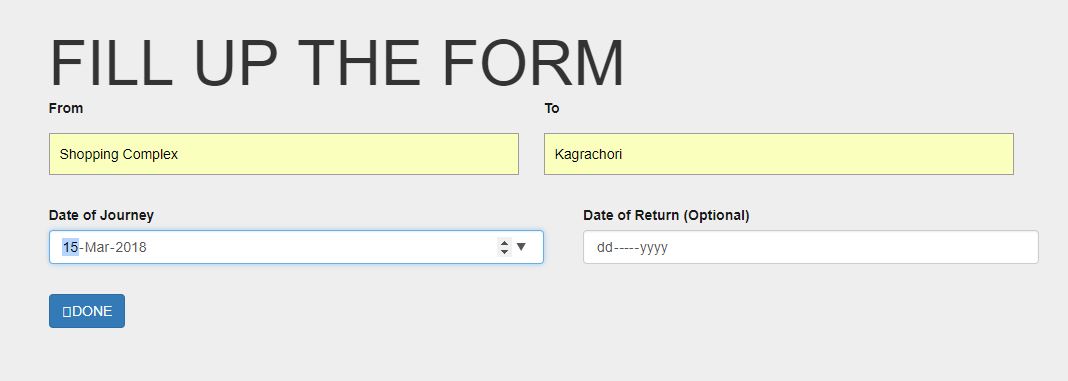 FILL UP THE FORM
From To
Shopping Complex Kagrachori
Date of Journey Date of Return (Optional)
15-Mar-2018 dd-----yyyy
DONE